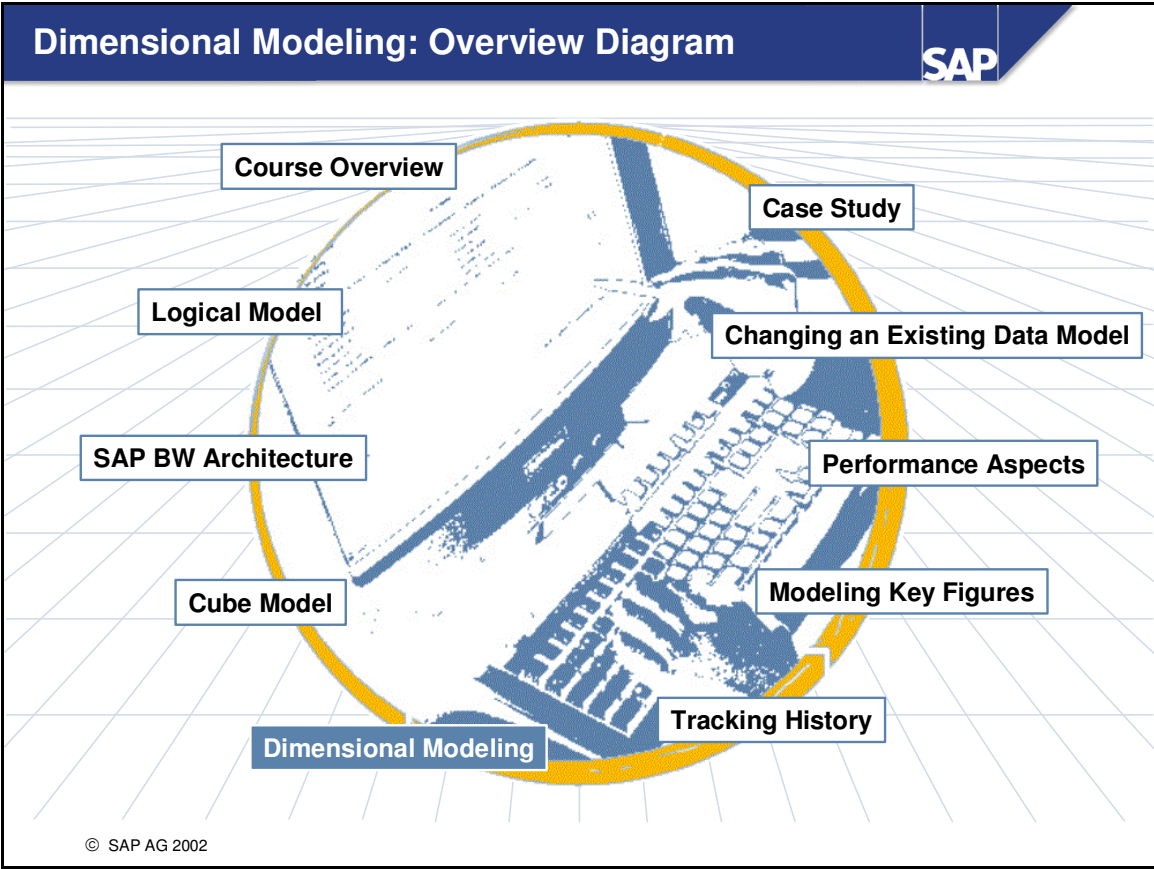 Dimensional Modeling: Overview Diagram
SAP
Course Overview
Case Study
Logical Model
Changing an Existing Data Model
SAP BW Architecture
Performance Aspects
Cube Model
Modeling Key Figures
Tracking History
Dimensional Modeling
© SAP AG 2002